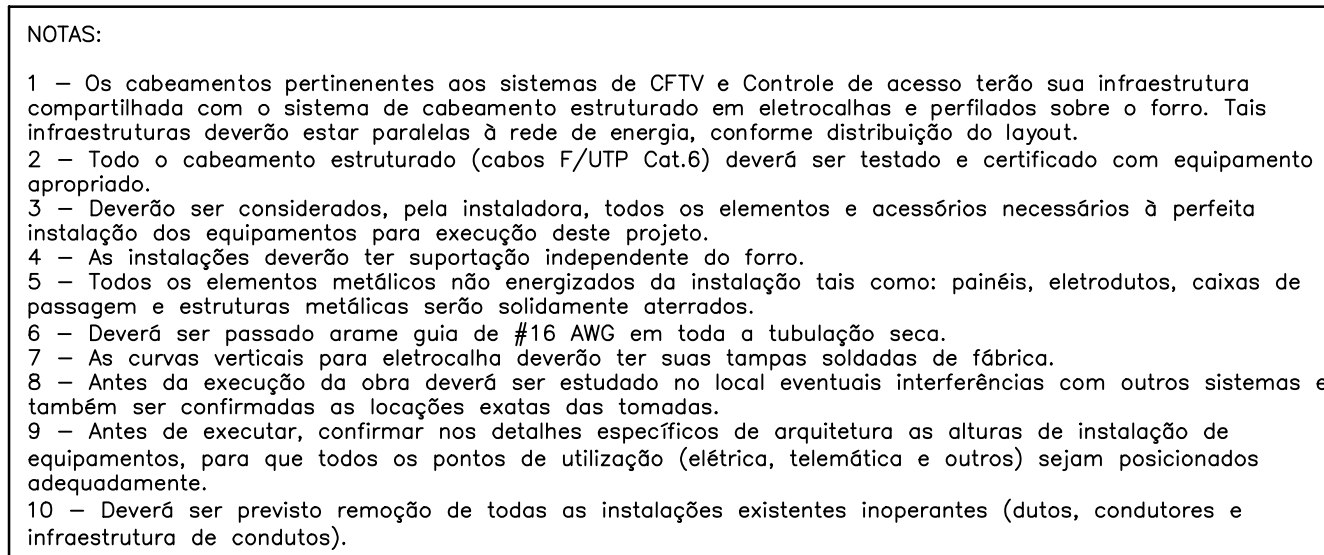 NOTAS:
1 – Os cabeamentos pertinenentes aos sistemas de CFTV e Controle de acesso terão sua infraestrutura
compartilhada com o sistema de cabeamento estruturado em eletrocalhas e perfilados sobre o forro. Tais
infraestruturas deverão estar paralelas à rede de energia, conforme distribuição do layout.
2 – Todo o cabeamento estruturado (cabos F/UTP Cat.6) deverá ser testado e certificado com equipamento
apropriado.
3 – Deverão ser considerados, pela instaladora, todos os elementos e acessórios necessários à perfeita
instalação dos equipamentos para execução deste projeto.
4 – As instalações deverão ter suportação independente do forro.
5 – Todos os elementos metálicos não energizados da instalação tais como: painéis, eletrodutos, caixas de
passagem e estruturas metálicas serão solidamente aterrados.
6 – Deverá ser passado arame guia de #16 AWG em toda a tubulação seca.
7 – As curvas verticais para eletrocalha deverão ter suas tampas soldadas de fábrica.
8 – Antes da execução da obra deverá ser estudado no local eventuais interferências com outros sistemas e
também ser confirmadas as locações exatas das tomadas.
9 – Antes de executar, confirmar nos detalhes específicos de arquitetura as alturas de instalação de
equipamentos, para que todos os pontos de utilização (elétrica, telemática e outros) sejam posicionados
adequadamente.
10 – Deverá ser previsto remoção de todas as instalações existentes inoperantes (dutos, condutores e
infraestrutura de condutos).